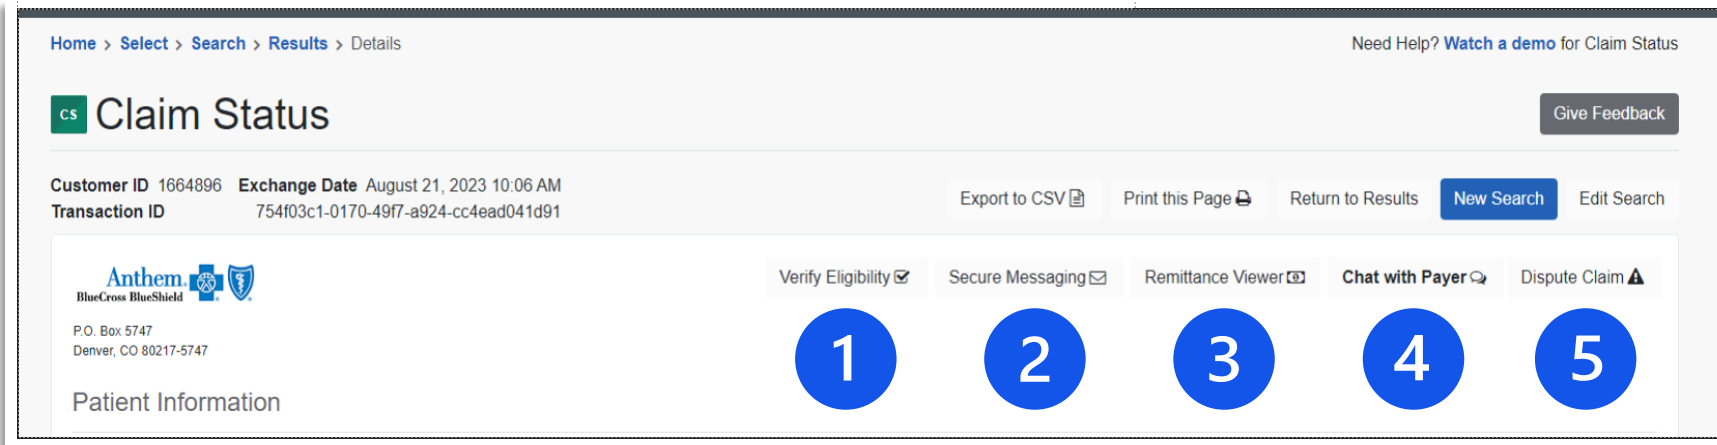 Home > Select > Search > Results > Details
Need Help? Watch a demo for Claim Status
CS Claim Status
Give Feedback
Customer ID 1664896 Exchange Date August 21, 2023 10:06 AM
Transaction ID 754f03c1-0170-49f7-a924-cc4ead041d91
Export to CSV Print this Page Return to Results New Search Edit Search
Anthem.
BlueCross BlueShield
Verify Eligibility Secure Messaging Remittance Viewer Chat with Payer Dispute Claim
P.O. Box 5747
Denver, CO 80217-5747
1 2 3 4 5
Patient Information